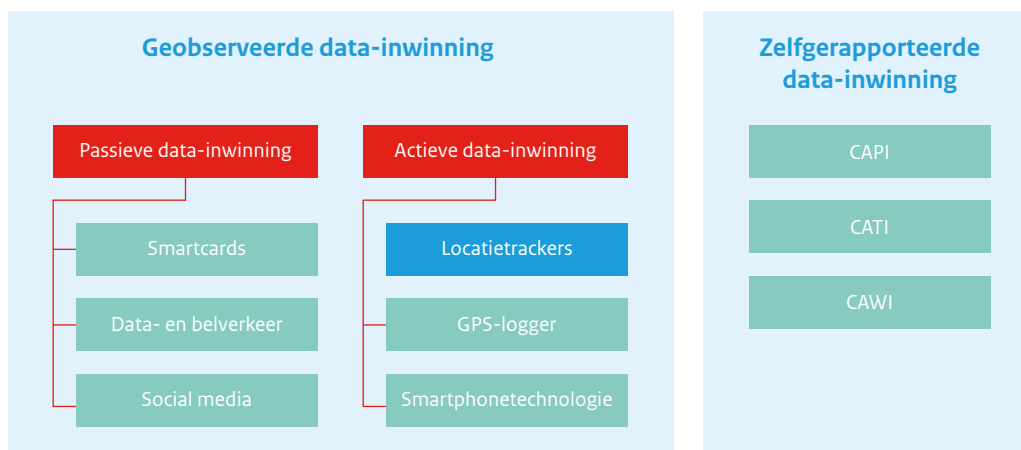 Geobserveerde data-inwinning
Passieve data-inwinning
Smartcards
Data- en belverkeer
Social media
Actieve data-inwinning
Locatietrackers
GPS-logger
Smartphonetechnologie
Zelfgerapporteerde
data-inwinning
CAPI
CATI
CAWI